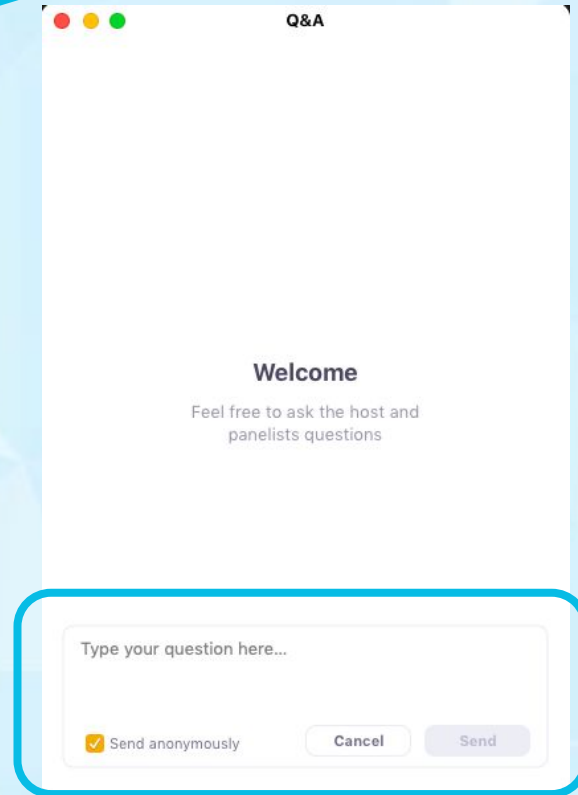 Q&A
Welcome
Feel free to ask the host and
panelists questions
Type your question here...
Send anonymously
Cancel
Send